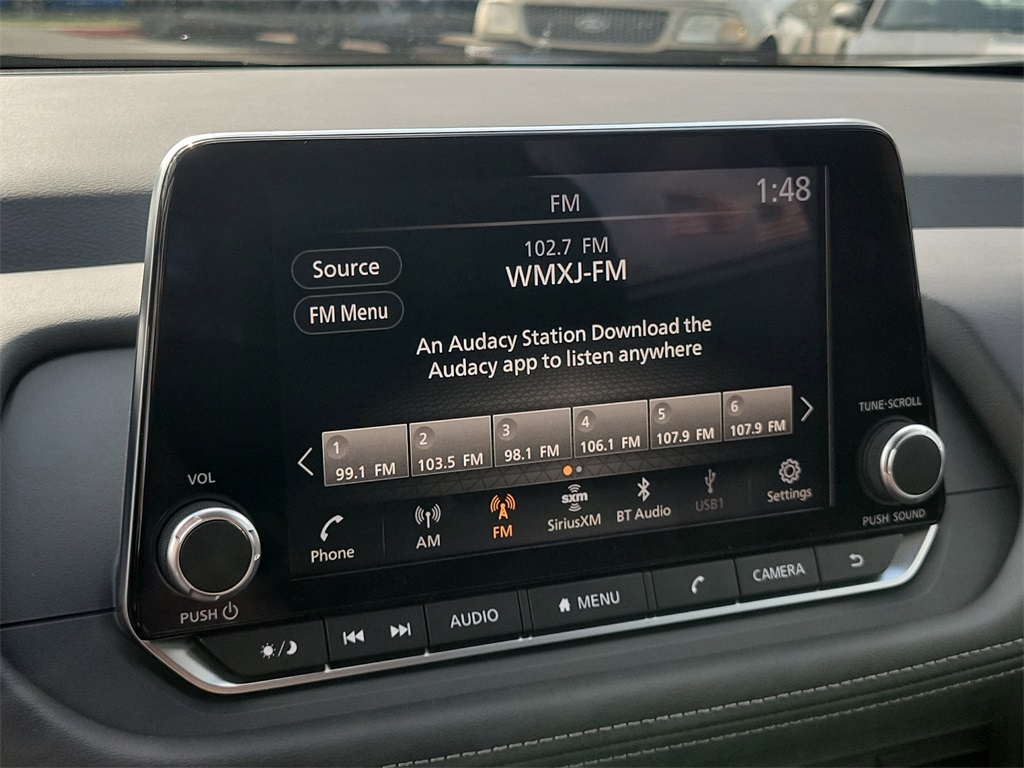 Ford
FM
1:48
102.7 FM
Source
WMXJ-FM
FM Menu
An Audacy Station Download the
Audacy app to listen anywhere
1
99.1 FM
2
103.5 FM
3
98.1 FM
4
106.1 FM
5
107.9 FM
6
107.9 FM
TUNE·SCROLL
PUSH SOUND
VOL
PUSH
Phone
AM
FM
sxm
SiriusXM
BT Audio
USB1
Settings
AUDIO
MENU
CAMERA